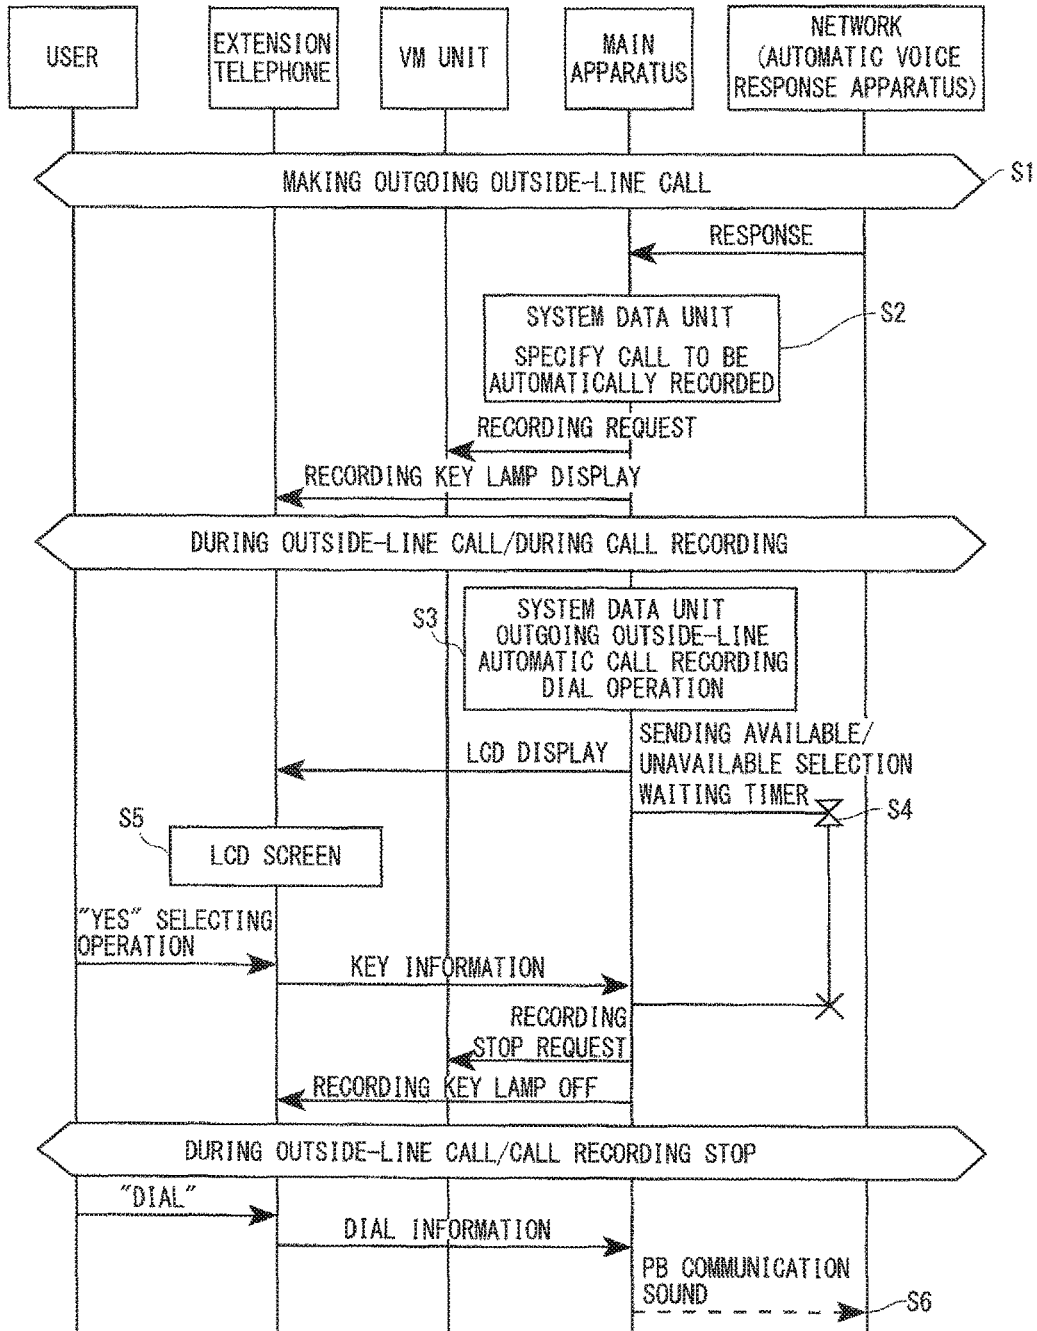 USER
EXTENSION
TELEPHONE
VM UNIT
MAIN
APPARATUS
NETWORK
(AUTOMATIC VOICE
RESPONSE APPARATUS)
MAKING OUTGOING OUTSIDE-LINE CALL
S1
RESPONSE
SYSTEM DATA UNIT
SPECIFY CALL TO BE
AUTOMATICALLY RECORDED
S2
RECORDING REQUEST
RECORDING KEY LAMP DISPLAY
DURING OUTSIDE-LINE CALL/DURING CALL RECORDING
S3
SYSTEM DATA UNIT
OUTGOING OUTSIDE-LINE
AUTOMATIC CALL RECORDING
DIAL OPERATION
LCD DISPLAY
SENDING AVAILABLE/
UNAVAILABLE SELECTION
WAITING TIMER
S4
S5
LCD SCREEN
"YES" SELECTING
OPERATION
KEY INFORMATION
RECORDING
STOP REQUEST
RECORDING KEY LAMP OFF
DURING OUTSIDE-LINE CALL/CALL RECORDING STOP
"DIAL"
DIAL INFORMATION
PB COMMUNICATION
SOUND
S6